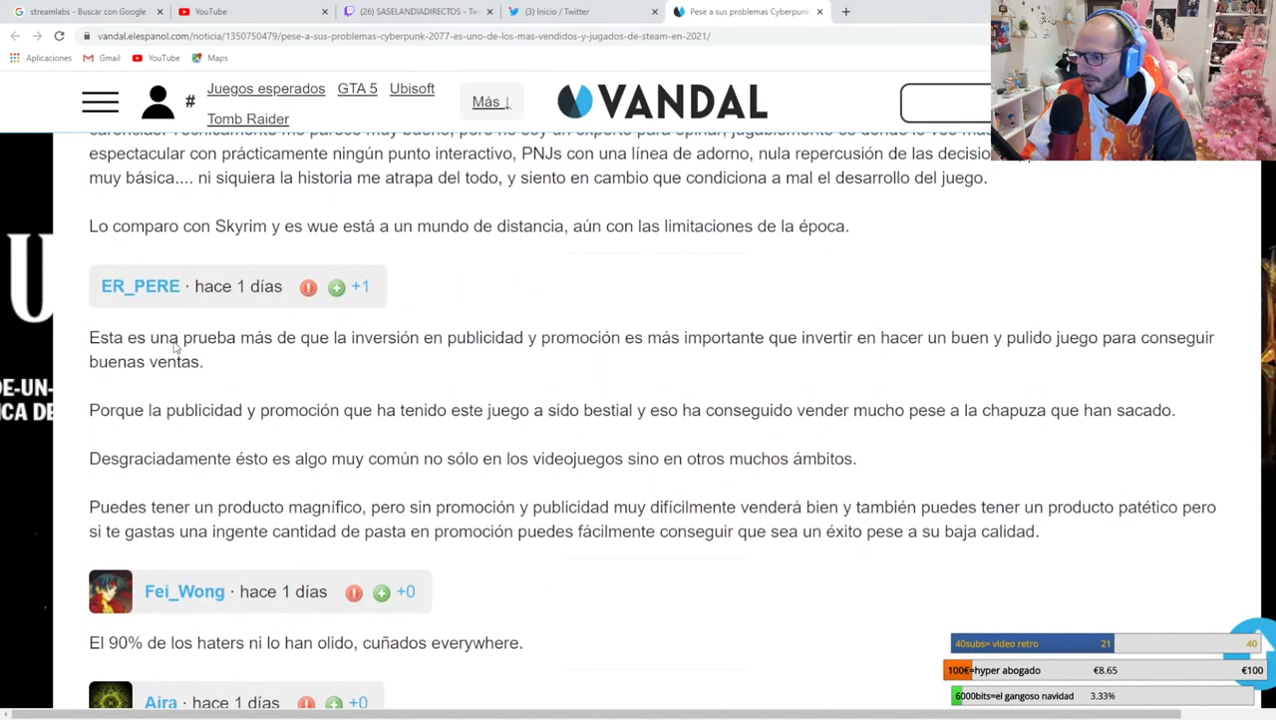 streamlabs - Buscar con Google
YouTube
(26) SASELANDIADIRECTOS - Tw
(3) Inicio / Twitter
Pese a sus problemas Cyberpunk
vandal.elespanol.com/noticia/1350750479/pese-a-sus-problemas-cyberpunk-2077-es-uno-de-los-mas-vendidos-y-jugados-de-steam-en-2021/
Aplicaciones Gmail YouTube Maps
# Juegos esperados GTA 5 Ubisoft
Tomb Raider
Más ↓
VANDAL
espectacular con prácticamente ningún punto interactivo, PNJs con una línea de adorno, nula repercusión de las decisio
muy básica.... ni siquiera la historia me atrapa del todo, y siento en cambio que condiciona a mal el desarrollo del juego.
Lo comparo con Skyrim y es wue está a un mundo de distancia, aún con las limitaciones de la época.
ER_PERE · hace 1 días +1
Esta es una prueba más de que la inversión en publicidad y promoción es más importante que invertir en hacer un buen y pulido juego para conseguir
buenas ventas.
Porque la publicidad y promoción que ha tenido este juego a sido bestial y eso ha conseguido vender mucho pese a la chapuza que han sacado.
Desgraciadamente ésto es algo muy común no sólo en los videojuegos sino en otros muchos ámbitos.
Puedes tener un producto magnífico, pero sin promoción y publicidad muy difícilmente venderá bien y también puedes tener un producto patético pero
si te gastas una ingente cantidad de pasta en promoción puedes fácilmente conseguir que sea un éxito pese a su baja calidad.
Fei_Wong · hace 1 días +0
El 90% de los haters ni lo han olido, cuñados everywhere.
Aira · hace 1 días +0
U
DE-UN-
ICA DE
40subs= video retro 21 40
100€=hyper abogado €8.65 €100
6000bits=el gangoso navidad 3.33%